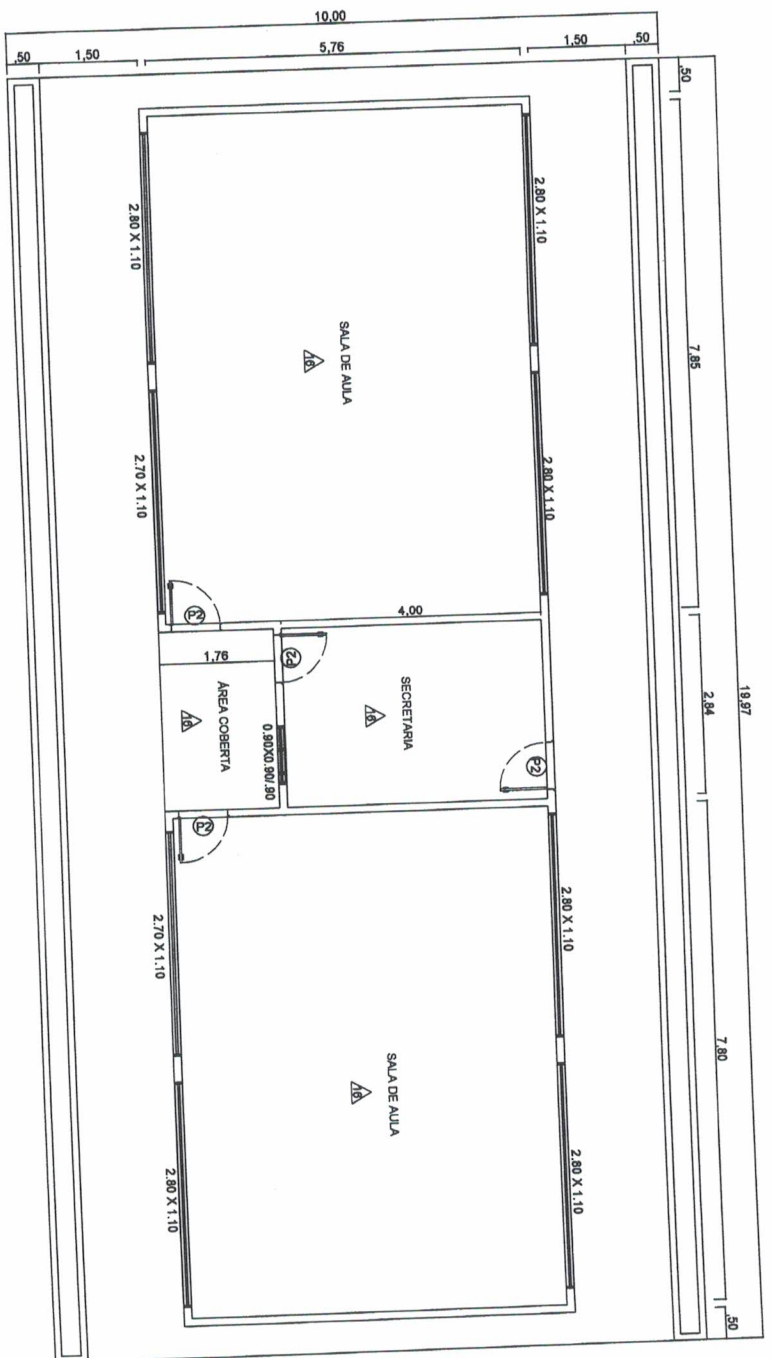 10,00
,50
1,50
5,76
1,50
,50
,50
7,85
2,84
7,80
,50
19,97
2.80 X 1.10
2.80 X 1.10
2.80 X 1.10
2.70 X 1.10
SALA DE AULA
16
P2
4,00
1,76
P2
SECRETARIA
16
P2
ÁREA COBERTA
16
0.90X0.90/.90
P2
2.80 X 1.10
2.70 X 1.10
SALA DE AULA
16
2.80 X 1.10
2.80 X 1.10